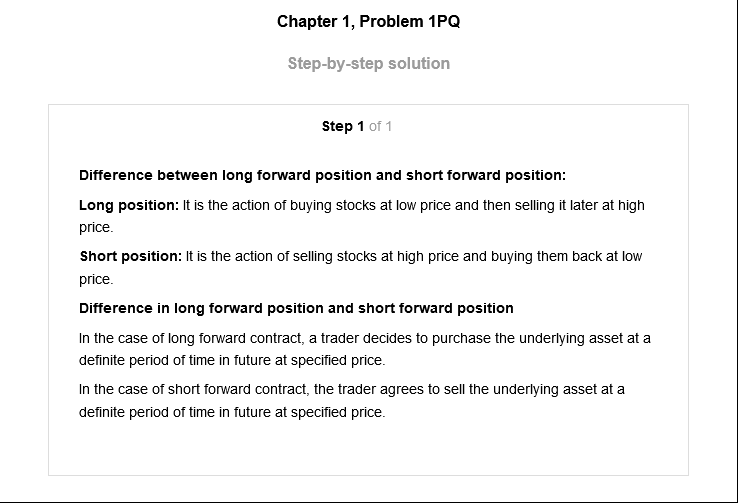 Chapter 1, Problem 1PQ
Step-by-step solution
Step 1 of 1
Difference between long forward position and short forward position:
Long position: It is the action of buying stocks at low price and then selling it later at high
price.
Short position: It is the action of selling stocks at high price and buying them back at low
price.
Difference in long forward position and short forward position
In the case of long forward contract, a trader decides to purchase the underlying asset at a
definite period of time in future at specified price.
In the case of short forward contract, the trader agrees to sell the underlying asset at a
definite period of time in future at specified price.